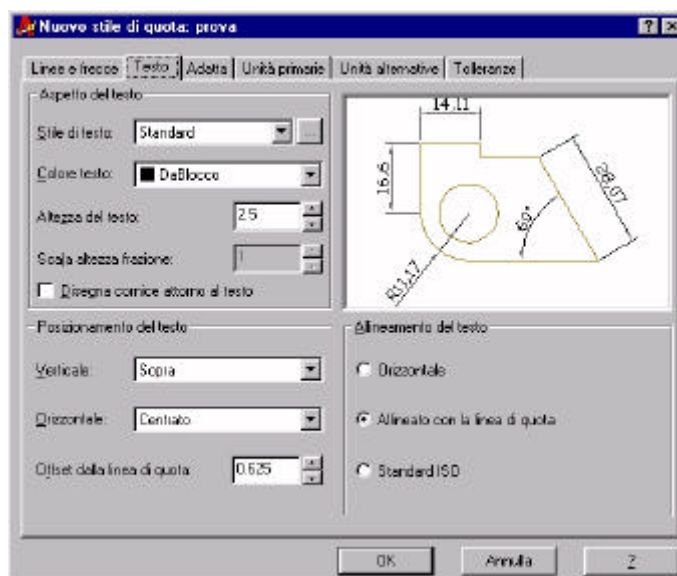 Nuovo stile di quota: prova
Linee e frecce Testo Adatta Unità primarie Unità alternative Tolleranze
Aspetto del testo
Stile di testo: Standard ...
Colore testo: DaBlocco
Altezza del testo: 2.5
Scala altezza frazione: 1
Disegna cornice attorno al testo
14,11
16,6
28,07
60°
R11,17
Posizionamento del testo
Verticale: Sopra
Orizzontale: Centrato
Offset dalla linea di quota: 0.625
Allineamento del testo
Orizzontale
Allineato con la linea di quota
Standard ISO
OK Annulla ?